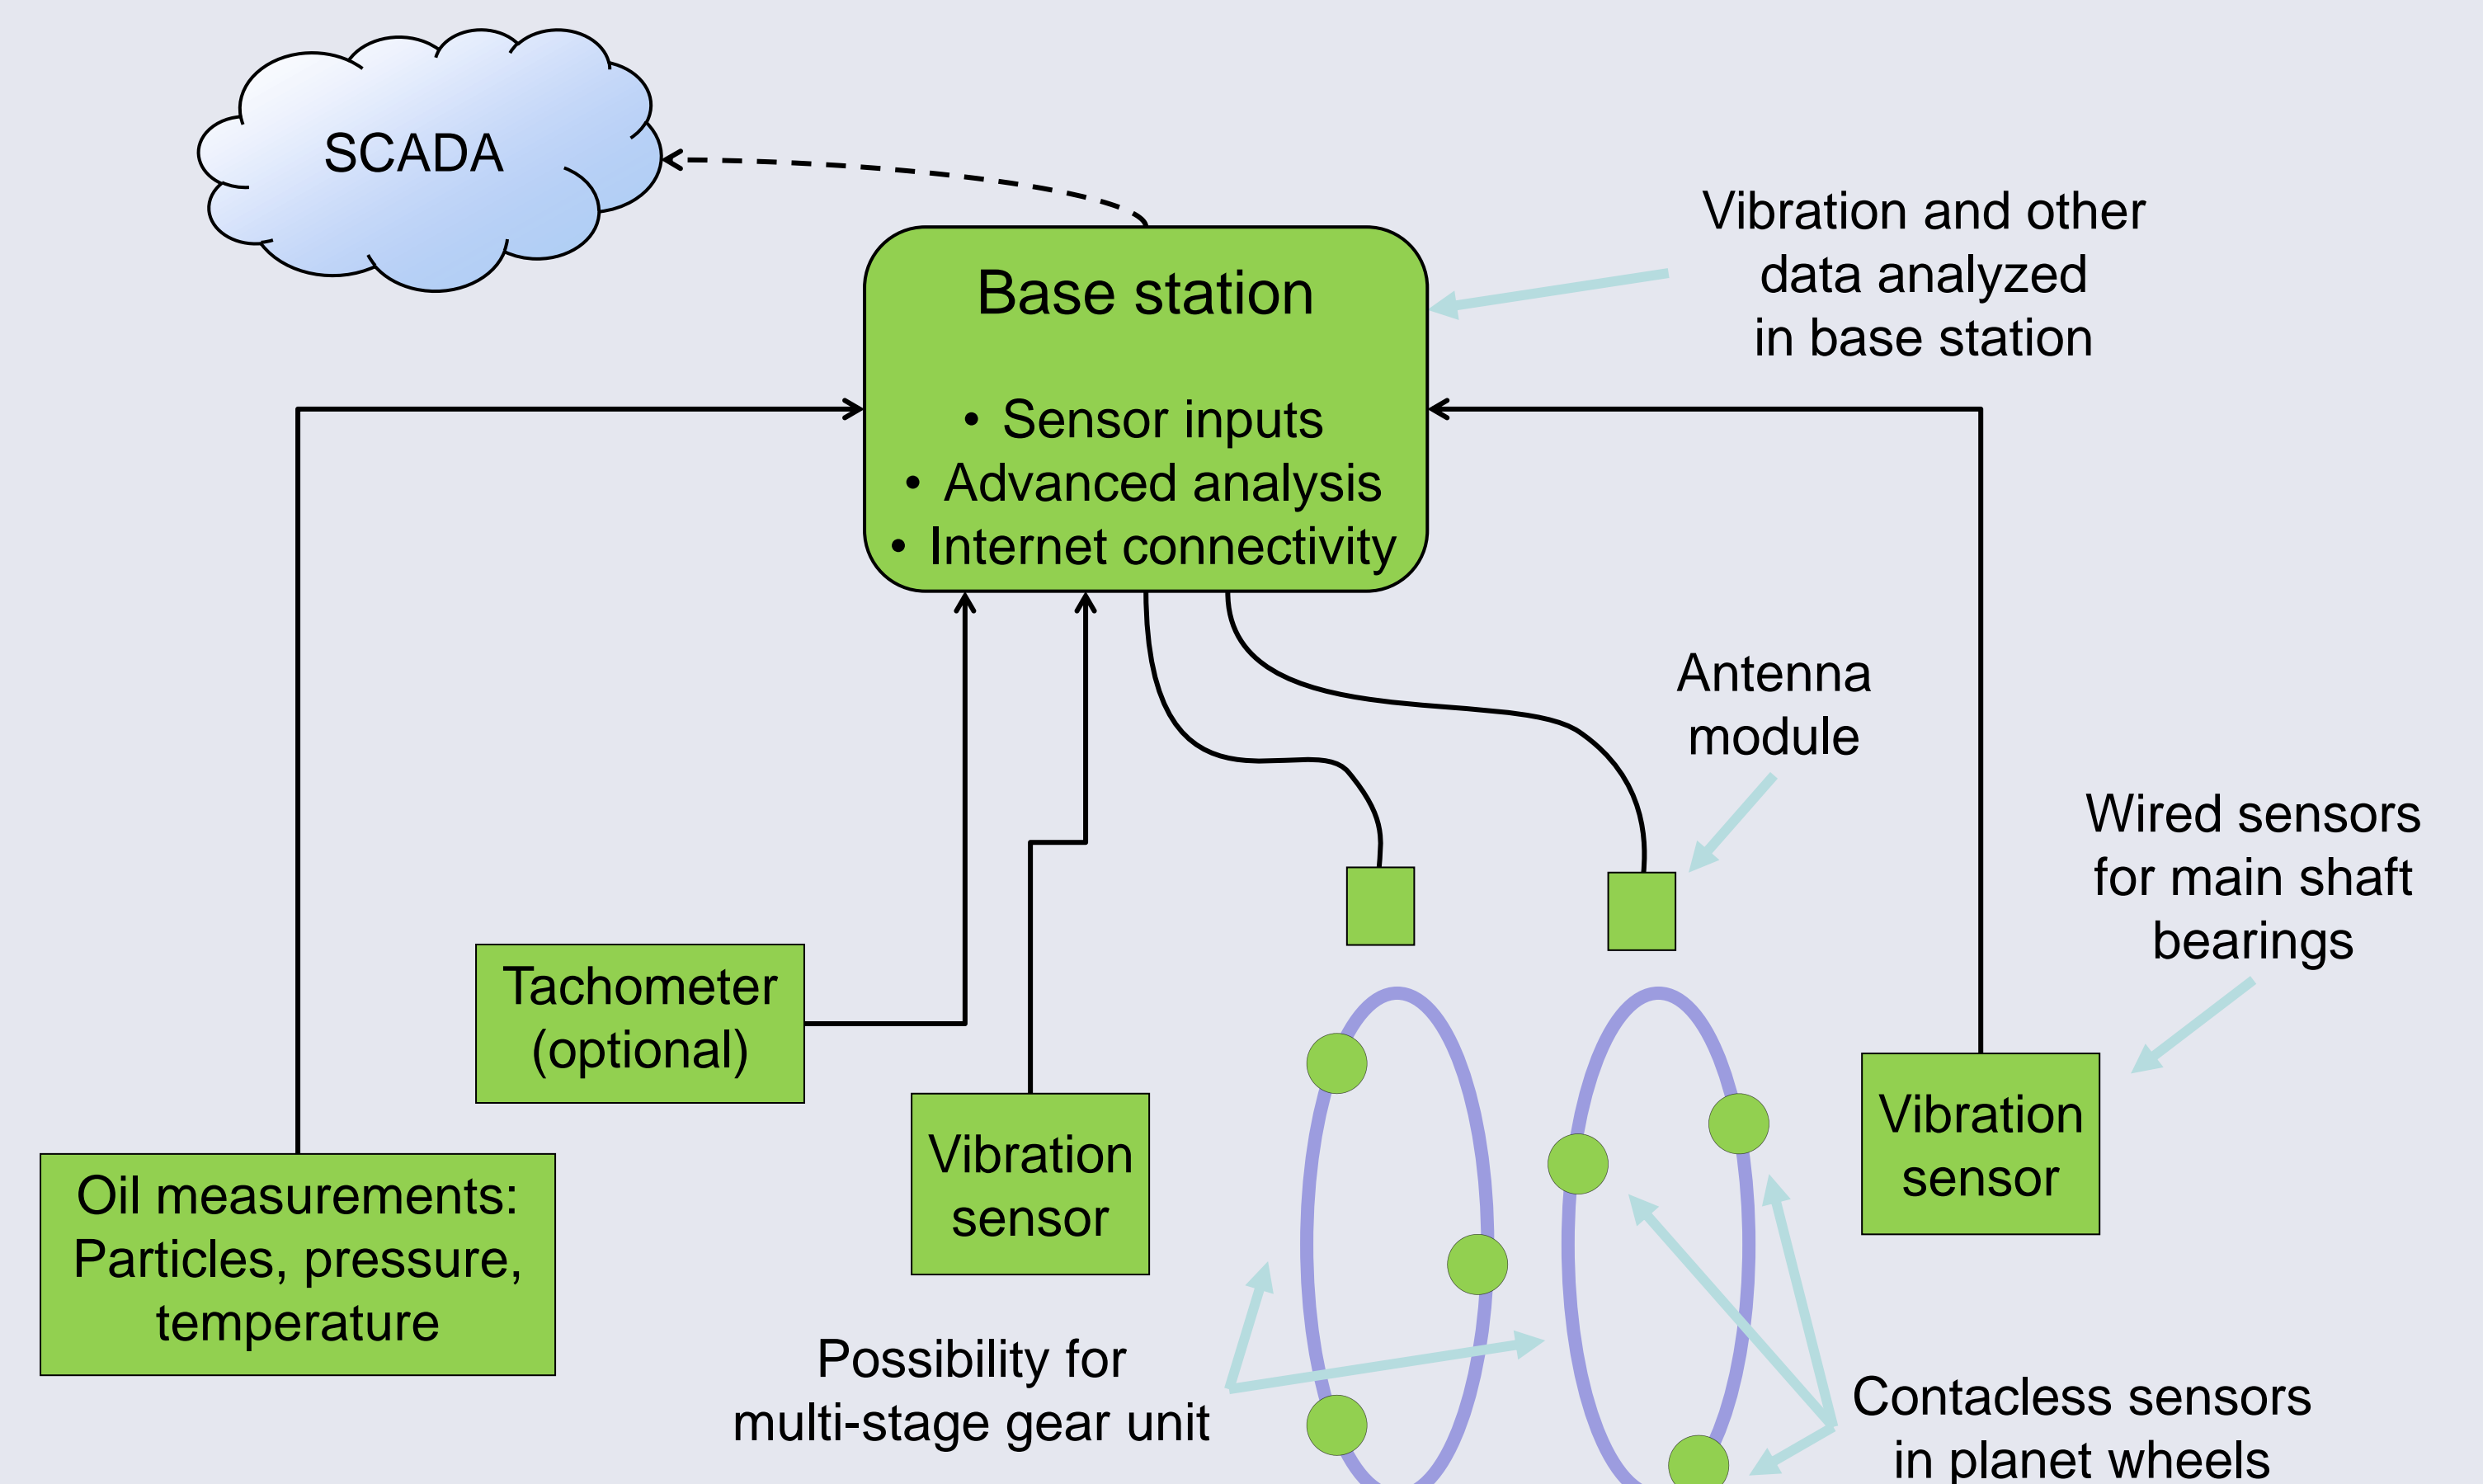 SCADA
Vibration and other
data analyzed
in base station
Base station
• Sensor inputs
• Advanced analysis
• Internet connectivity
Antenna
module
Wired sensors
for main shaft
bearings
Tachometer
(optional)
Vibration
sensor
Vibration
sensor
Oil measurements:
Particles, pressure,
temperature
Possibility for
multi-stage gear unit
Contacless sensors
in planet wheels